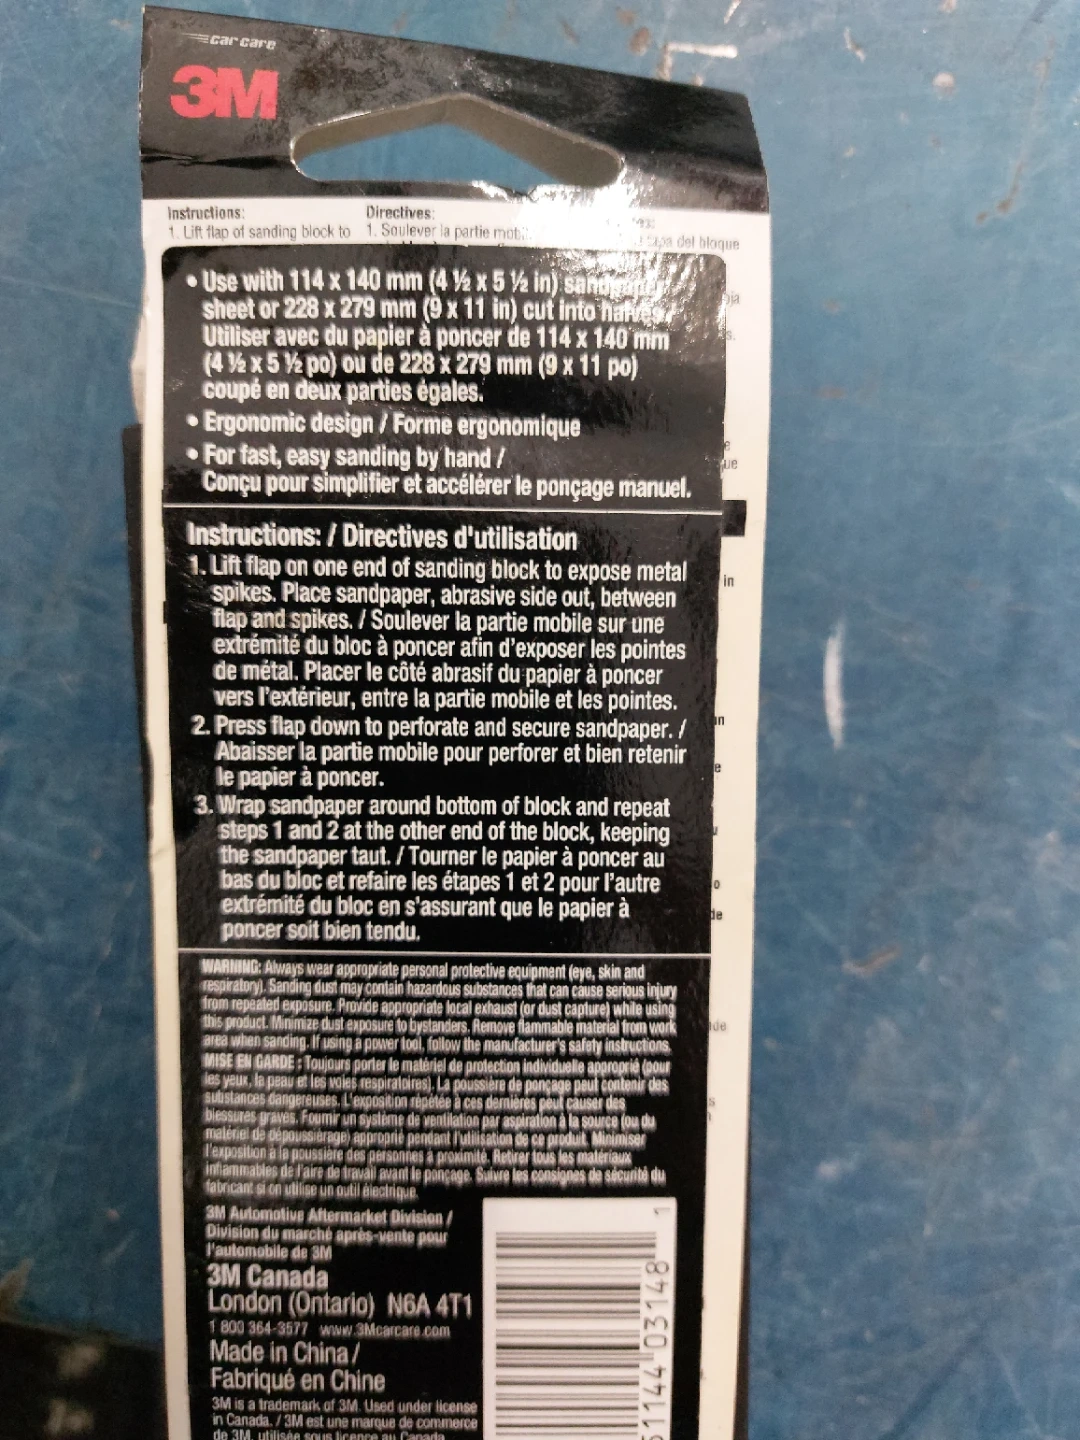 car care
3M
Instructions:
1. Lift flap of sanding block to
Directives:
1. Soulever la partie
del bloque
• Use with 114 x 140 mm (4 ½ x 5 ½ in)
sheet or 228 x 279 mm (9 x 11 in) cut into halves/
Utiliser avec du papier à poncer de 114 x 140 mm
(4 ½ x 5 ½ po) ou de 228 x 279 mm (9 x 11 po)
coupé en deux parties égales.
• Ergonomic design / Forme ergonomique
• For fast, easy sanding by hand /
Conçu pour simplifier et accélérer le ponçage manuel.
Instructions: / Directives d'utilisation
1. Lift flap on one end of sanding block to expose metal
spikes. Place sandpaper, abrasive side out, between
flap and spikes. / Soulever la partie mobile sur une
extrémité du bloc à poncer afin d'exposer les pointes
de métal. Placer le côté abrasif du papier à poncer
vers l'extérieur, entre la partie mobile et les pointes.
2. Press flap down to perforate and secure sandpaper. /
Abaisser la partie mobile pour perforer et bien retenir
le papier à poncer.
3. Wrap sandpaper around bottom of block and repeat
steps 1 and 2 at the other end of the block, keeping
the sandpaper taut. / Tourner le papier à poncer au
bas du bloc et refaire les étapes 1 et 2 pour l'autre
extrémité du bloc en s'assurant que le papier à
poncer soit bien tendu.
WARNING: Always wear appropriate personal protective equipment (eye, skin and
respiratory). Sanding dust may contain hazardous substances that can cause serious injury
from repeated exposure. Provide appropriate local exhaust (or dust capture) while using
this product. Minimize dust exposure to bystanders. Remove flammable material from work
area when sanding. If using a power tool, follow the manufacturer's safety instructions.
MISE EN GARDE : Toujours porter le matériel de protection individuelle approprié (pour
les yeux, la peau et les voies respiratoires). La poussière de ponçage peut contenir des
substances dangereuses. L'exposition répétée à ces dernières peut causer des
blessures graves. Fournir un système de ventilation par aspiration à la source (ou du
matériel de dépoussiérage) approprié pendant l'utilisation de ce produit. Minimiser
l'exposition à la poussière des personnes à proximité. Retirer tous les matériaux
inflammables de l'aire de travail avant le ponçage. Suivre les consignes de sécurité du
fabricant si on utilise un outil électrique.
3M Automotive Aftermarket Division /
Division du marché après-vente pour
l'automobile de 3M
3M Canada
London (Ontario) N6A 4T1
1 800 364-3577 www.3Mcarcare.com
Made in China /
Fabriqué en Chine
3M is a trademark of 3M. Used under license
in Canada. / 3M est une marque de commerce
de 3M, utilisée sous licence au Canada
51144 03148 1